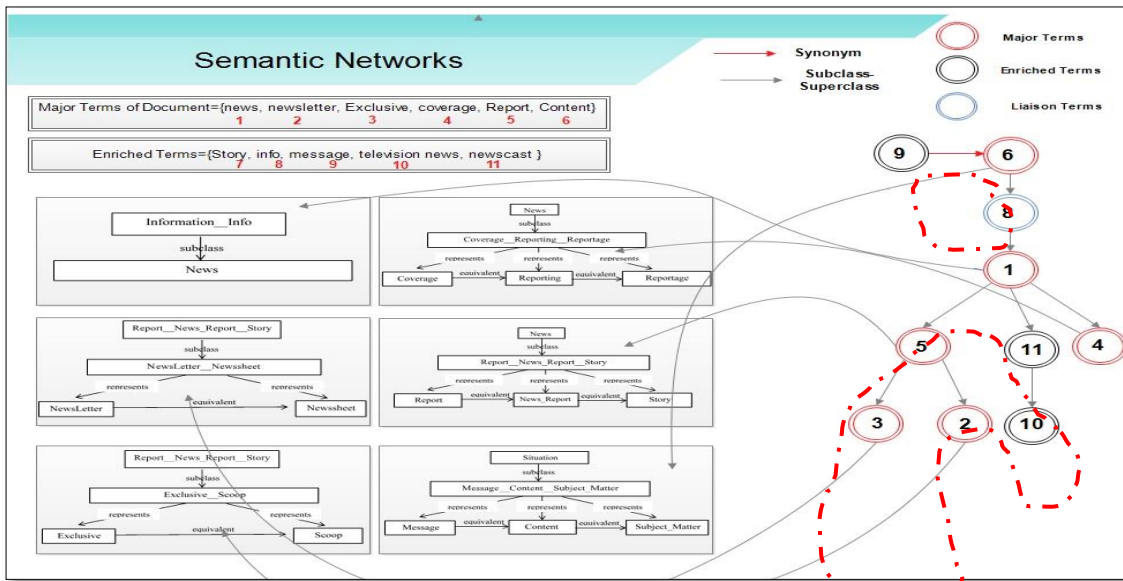 Semantic Networks
Synonym
Subclass-
Superclass
Major Terms
Enriched Terms
Liaison Terms
Major Terms of Document={news, newsletter, Exclusive, coverage, Report, Content}
1 2 3 4 5 6
Enriched Terms={Story, info, message, television news, newscast }
7 8 9 10 11
Information__Info
subclass
News
News
subclass
Coverage__Reporting__Reportage
represents represents represents
Coverage equivalent Reporting equivalent Reportage
Report__News_Report__Story
subclass
NewsLetter__Newssheet
represents represents
NewsLetter equivalent Newssheet
News
subclass
Report__News_Report__Story
represents represents represents
Report equivalent News_Report equivalent Story
Report__News_Report__Story
subclass
Exclusive__Scoop
represents represents
Exclusive equivalent Scoop
Situation
subclass
Message__Content__Subject_Matter
represents represents represents
Message equivalent Content equivalent Subject_Matter
9 6
8
1
5 11 4
3 2 10